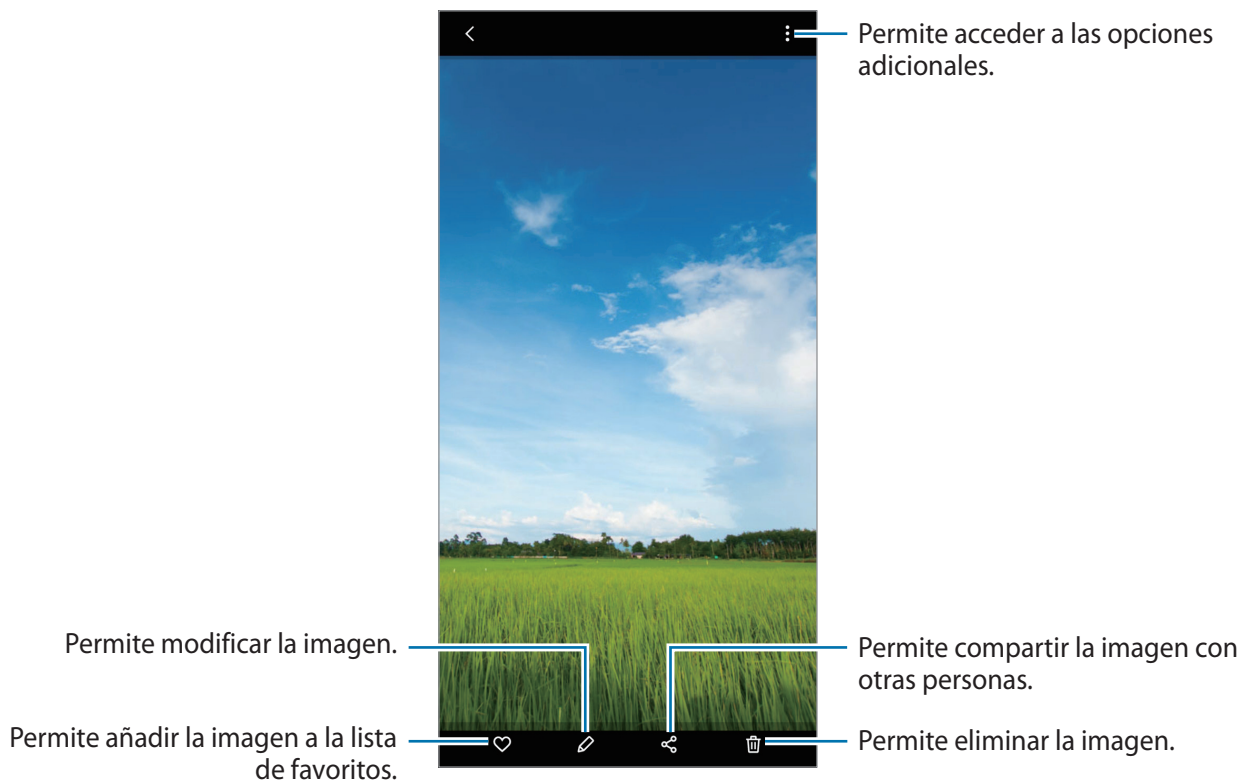 Permite acceder a las opciones
adicionales.
Permite modificar la imagen.
Permite compartir la imagen con
otras personas.
Permite añadir la imagen a la lista
de favoritos.
Permite eliminar la imagen.